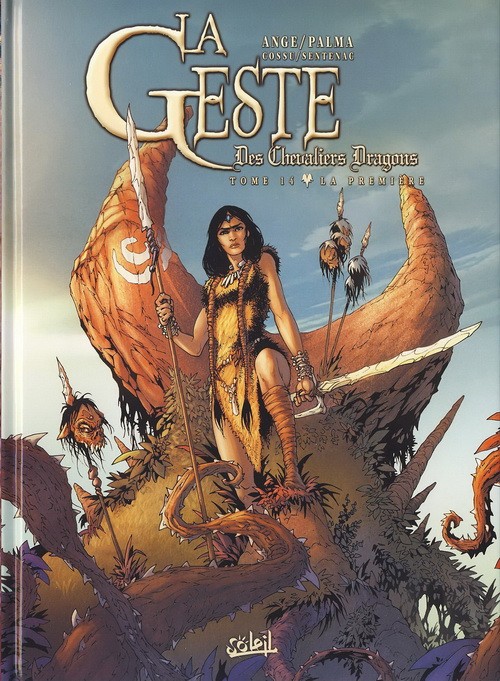 LA
GESTE
ANGE/PALMA
COSSU/SENTENAC
Des Chevaliers Dragons
TOME 14 LA PREMIÈRE
SOLEIL